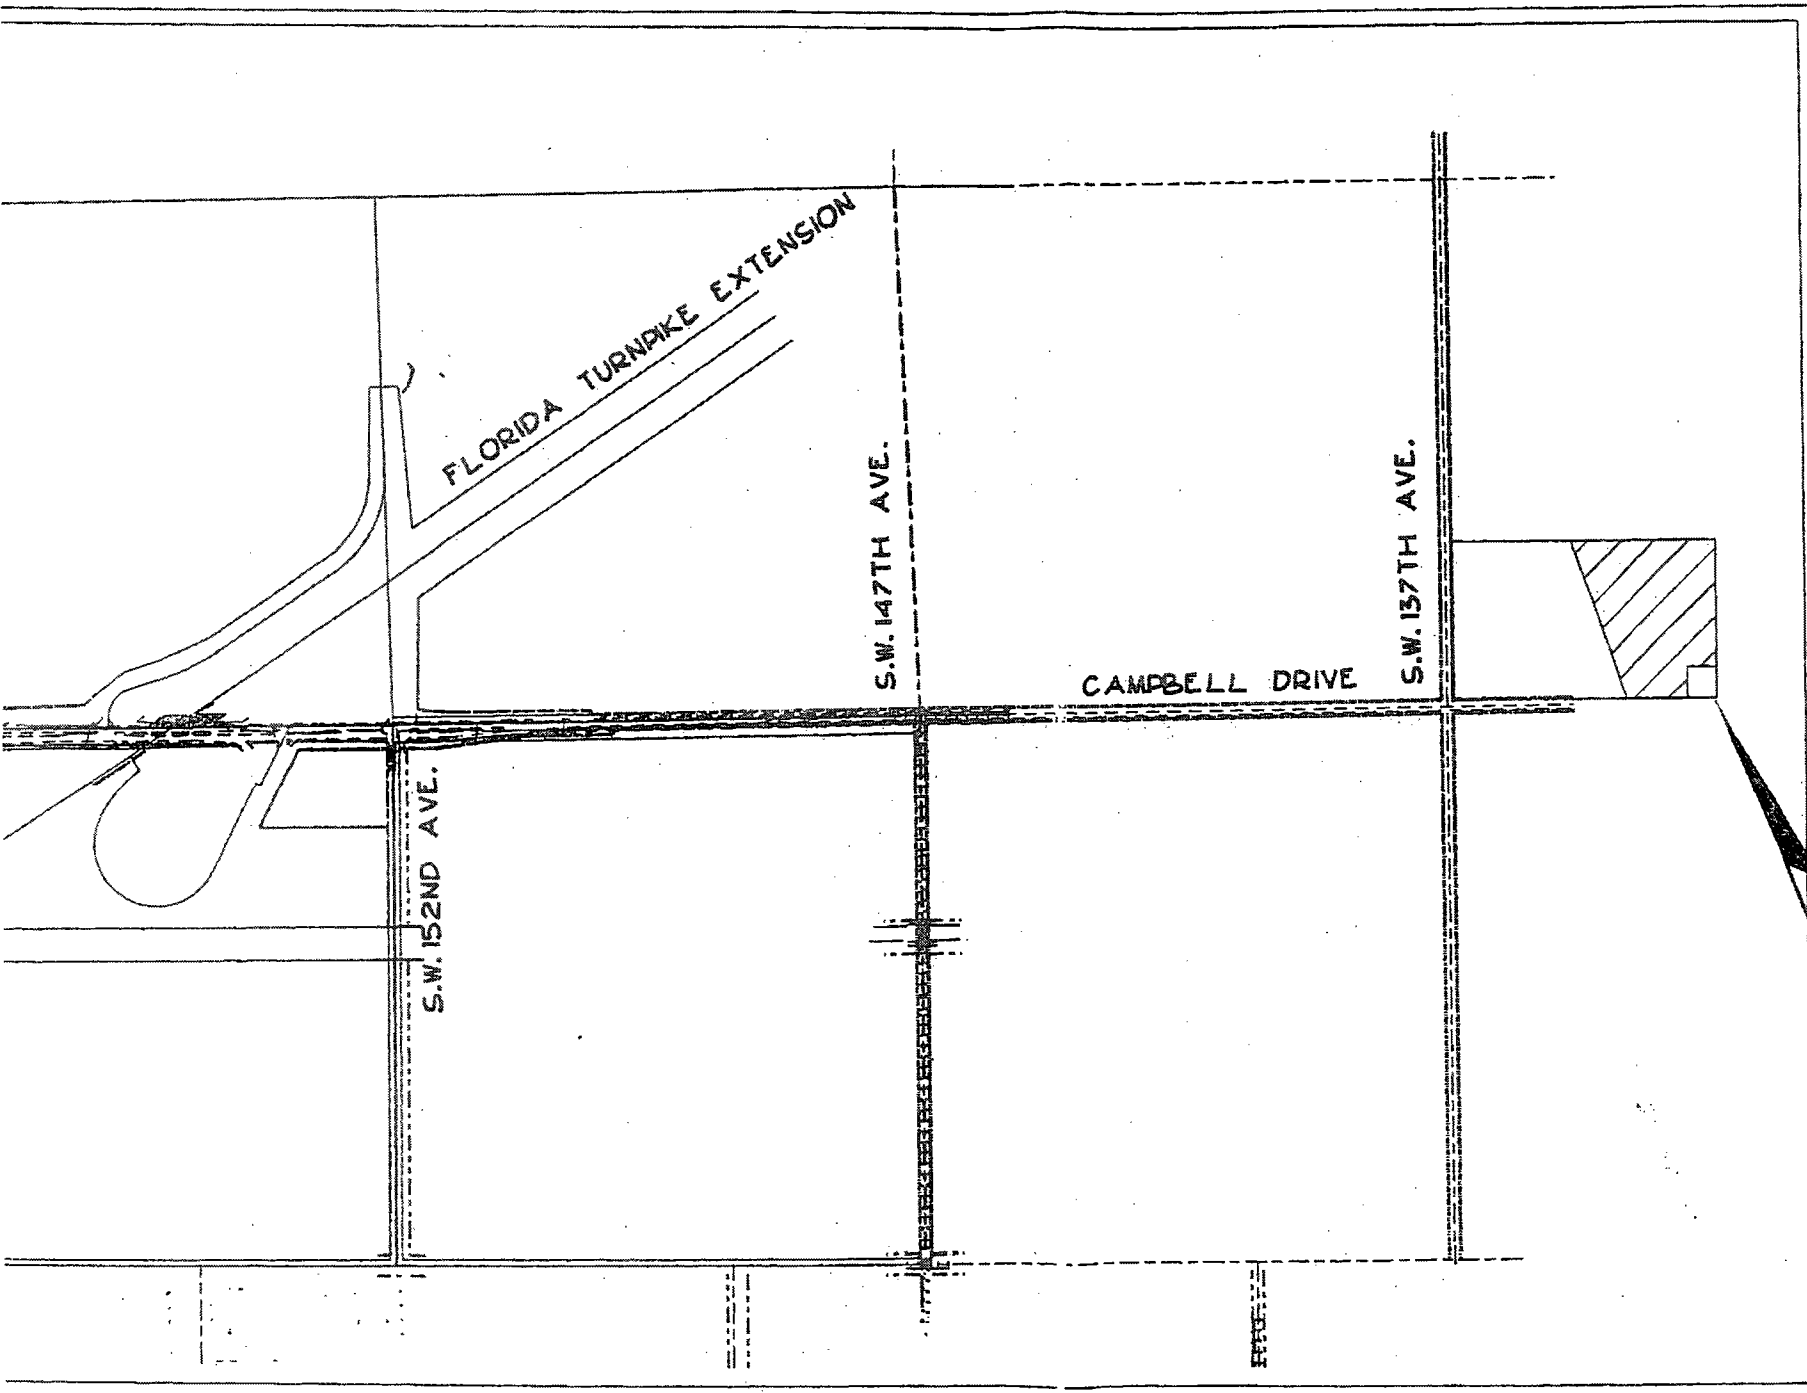 FLORIDA TURNPIKE EXTENSION
S.W. 147TH AVE.
S.W. 137TH AVE.
CAMPBELL DRIVE
S.W. 152ND AVE.